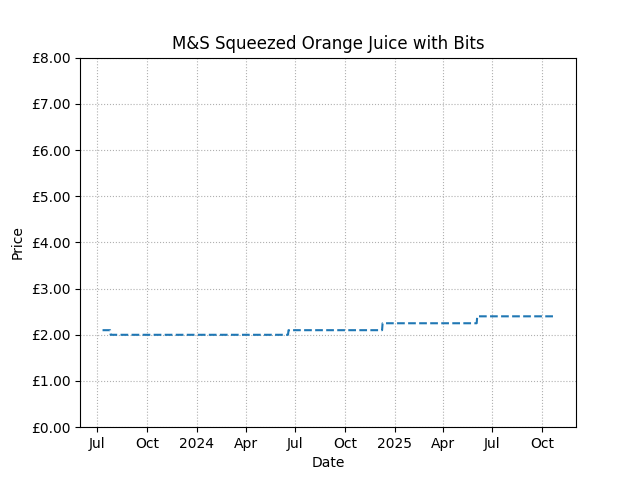 M&S Squeezed Orange Juice with Bits
£8.00
£7.00
£6.00
£5.00
£4.00
£3.00
£2.00
£1.00
£0.00
Price
Jul Oct 2024 Apr Jul Oct 2025 Apr Jul Oct
Date